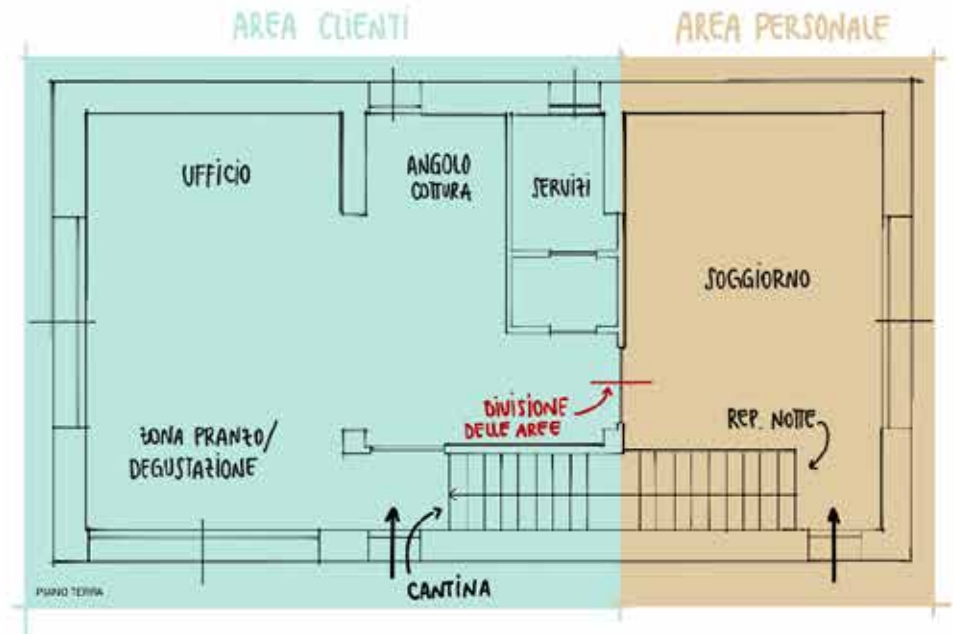 AREA CLIENTI
AREA PERSONALE
UFFICIO
ANGOLO
COTTURA
SERVIZI
SOGGIORNO
DIVISIONE
DELLE AREE
REP. NOTTE
ZONA PRANZO/
DEGUSTAZIONE
CANTINA
PIANO TERRA